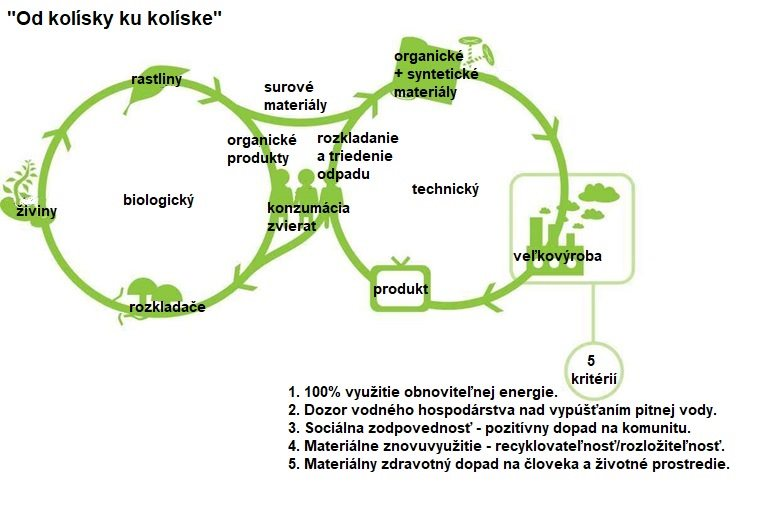 "Od kolísky ku kolíske"
rastliny
surové
materiály
organické
+ syntetické
materiály
organické
produkty
rozkladanie
a triedenie
odpadu
živiny
biologický
konzumácia
zvierat
technický
veľkovýroba
rozkladače
produkt
5
kritérií
1. 100% využitie obnoviteľnej energie.
2. Dozor vodného hospodárstva nad vypúšťaním pitnej vody.
3. Sociálna zodpovednosť - pozitívny dopad na komunitu.
4. Materiálne znovuvyužitie - recyklovateľnosť/rozložiteľnosť.
5. Materiálny zdravotný dopad na človeka a životné prostredie.